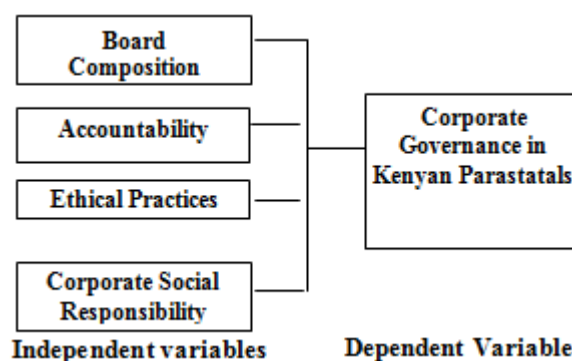 Board
Composition
Accountability
Ethical Practices
Corporate Social
Responsibility
Independent variables
Corporate
Governance in
Kenyan Parastatals
Dependent Variable